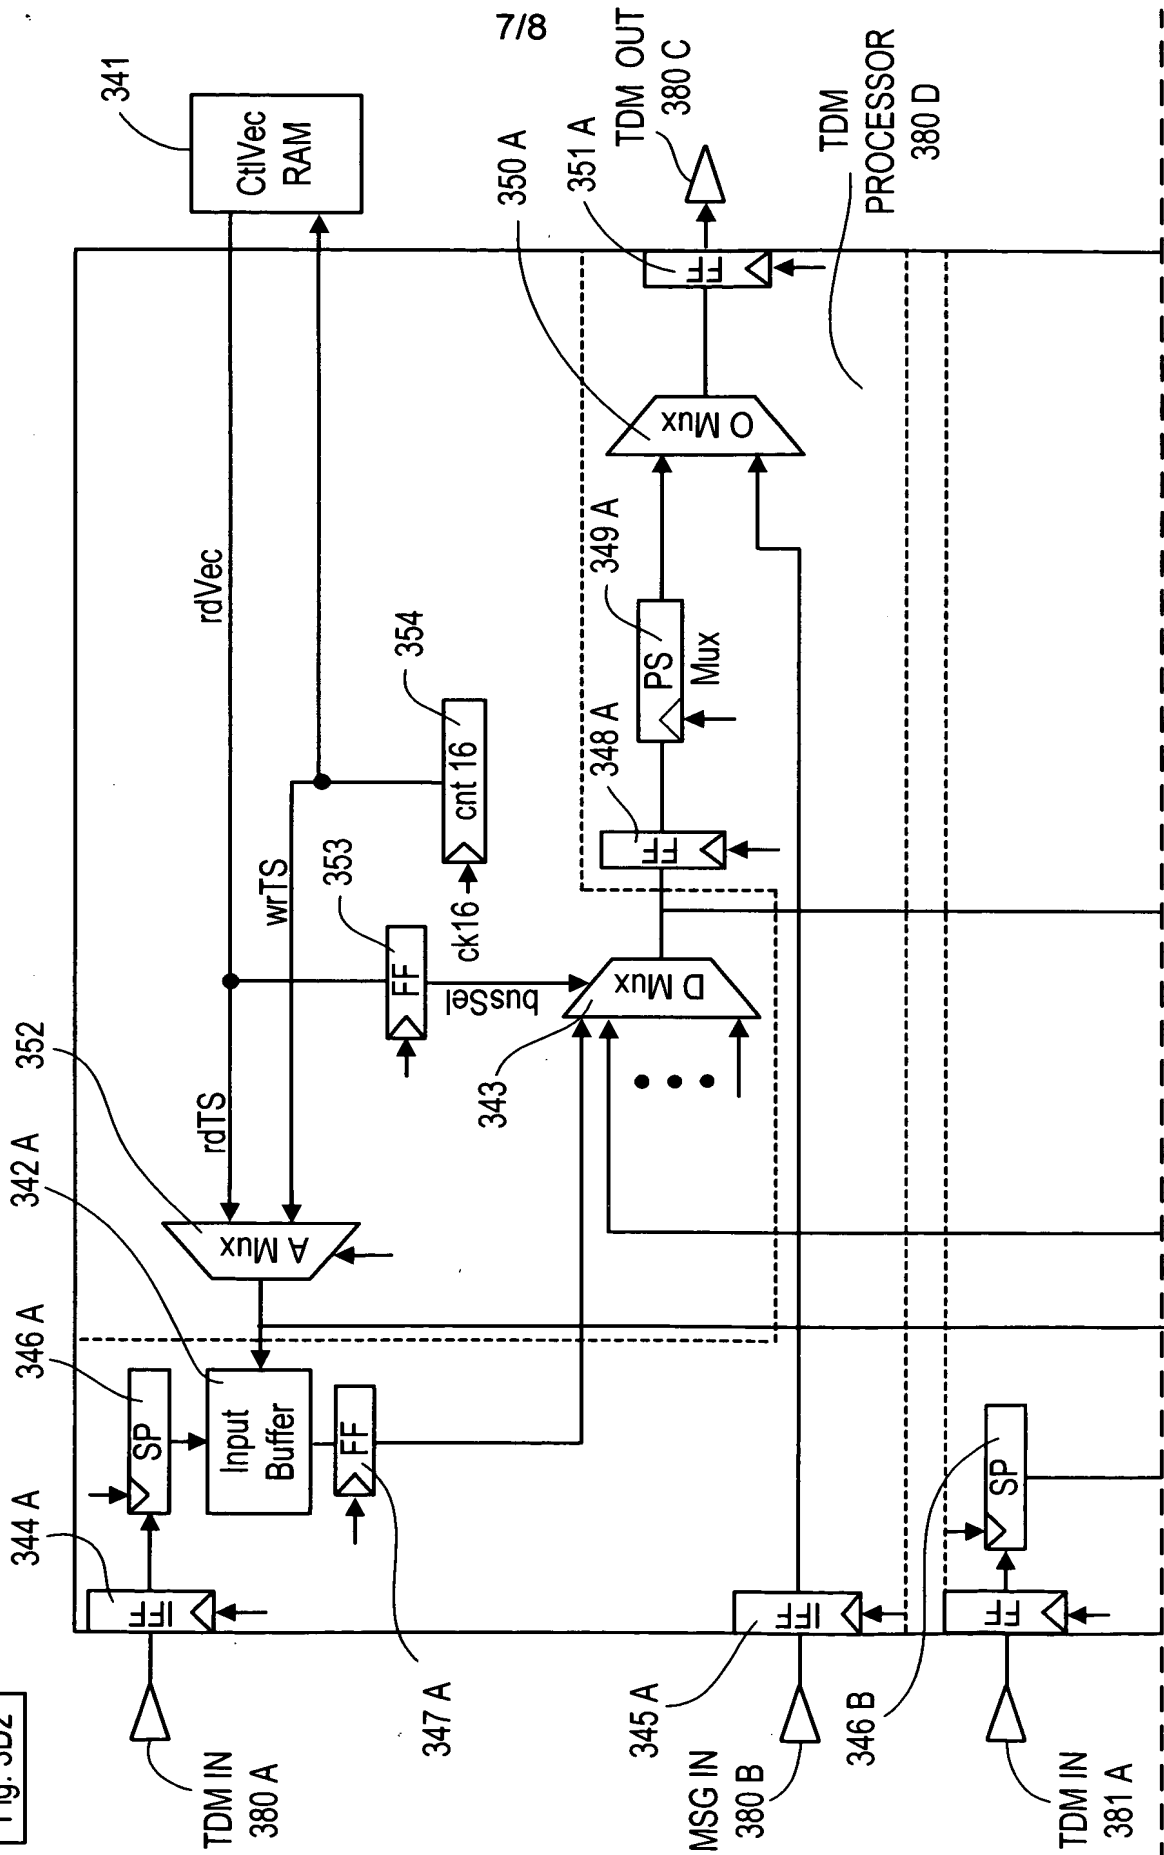 7/8
341
CtlVec
RAM
TDM OUT
380 C
351 A
350 A
FF
TDM
PROCESSOR
380 D
rdVec
O Mux
349 A
354
PS
Mux
cnt 16
348 A
FF
353
wrTS
ck16
FF
busSel
D Mux
343
352
rdTS
342 A
A Mux
346 A
SP
Input
Buffer
FF
344 A
IFF
347 A
345 A
IFF
346 B
SP
FF
TDM IN
380 A
MSG IN
380 B
TDM IN
381 A
Fig. 3D2